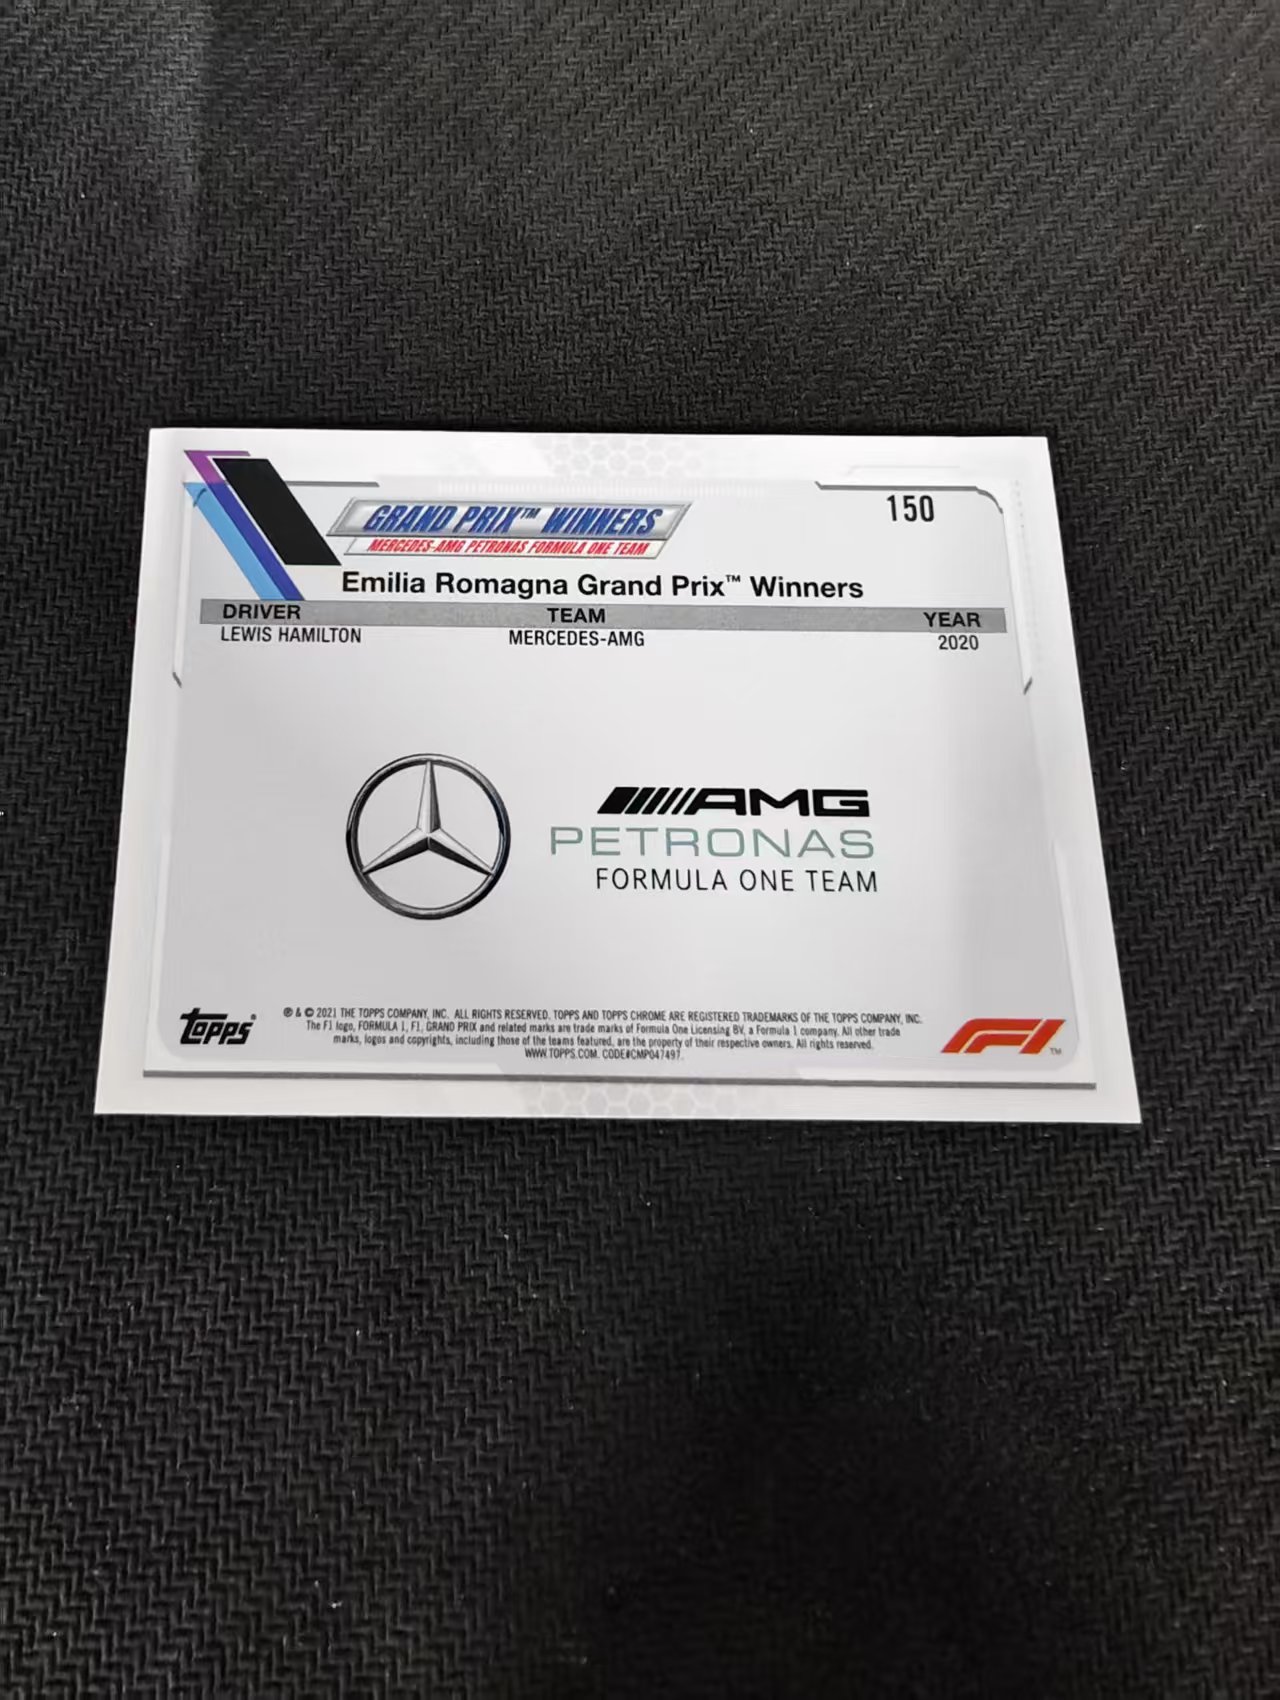 150
GRAND PRIX™ WINNERS
MERCEDES-AMG PETRONAS FORMULA ONE TEAM
Emilia Romagna Grand Prix™ Winners
DRIVER TEAM YEAR
LEWIS HAMILTON MERCEDES-AMG 2020
AMG
PETRONAS
FORMULA ONE TEAM
topps®
® & © 2021 THE TOPPS COMPANY, INC. ALL RIGHTS RESERVED. TOPPS AND TOPPS CHROME ARE REGISTERED TRADEMARKS OF THE TOPPS COMPANY, INC.
The F1 logo, FORMULA 1, F1, GRAND PRIX and related marks are trade marks of Formula One Licensing BV, a Formula 1 company. All other trade
marks, logos and copyrights, including those of the teams featured, are the property of their respective owners. All rights reserved.
WWW.TOPPS.COM. CODE#CMP047497.
F1™